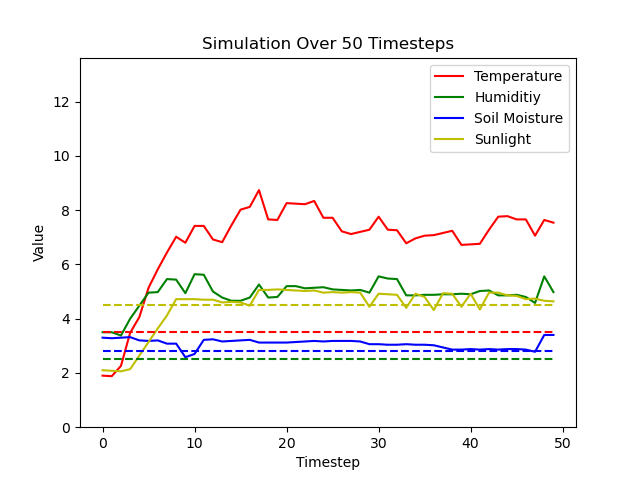 Simulation Over 50 Timesteps
Temperature
Humiditiy
Soil Moisture
Sunlight
Value
12
10
8
6
4
2
0
0 10 20 30 40 50
Timestep